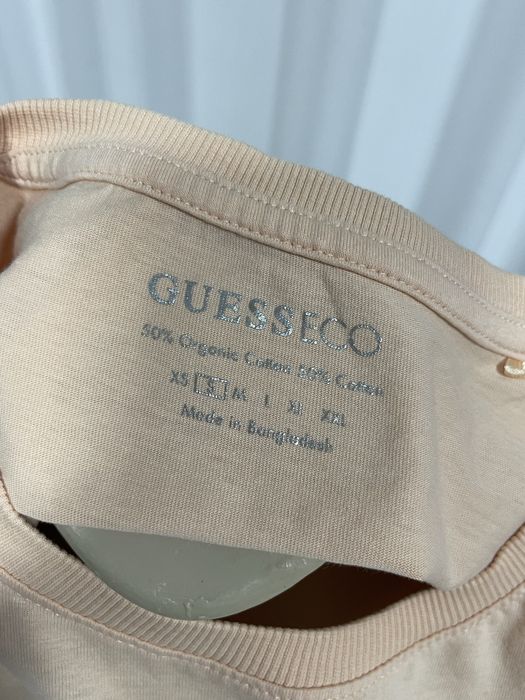 GUESSECO
50% Organic Cotton 50% Cotton
XS S M L XL XXL
Made in Bangladesh